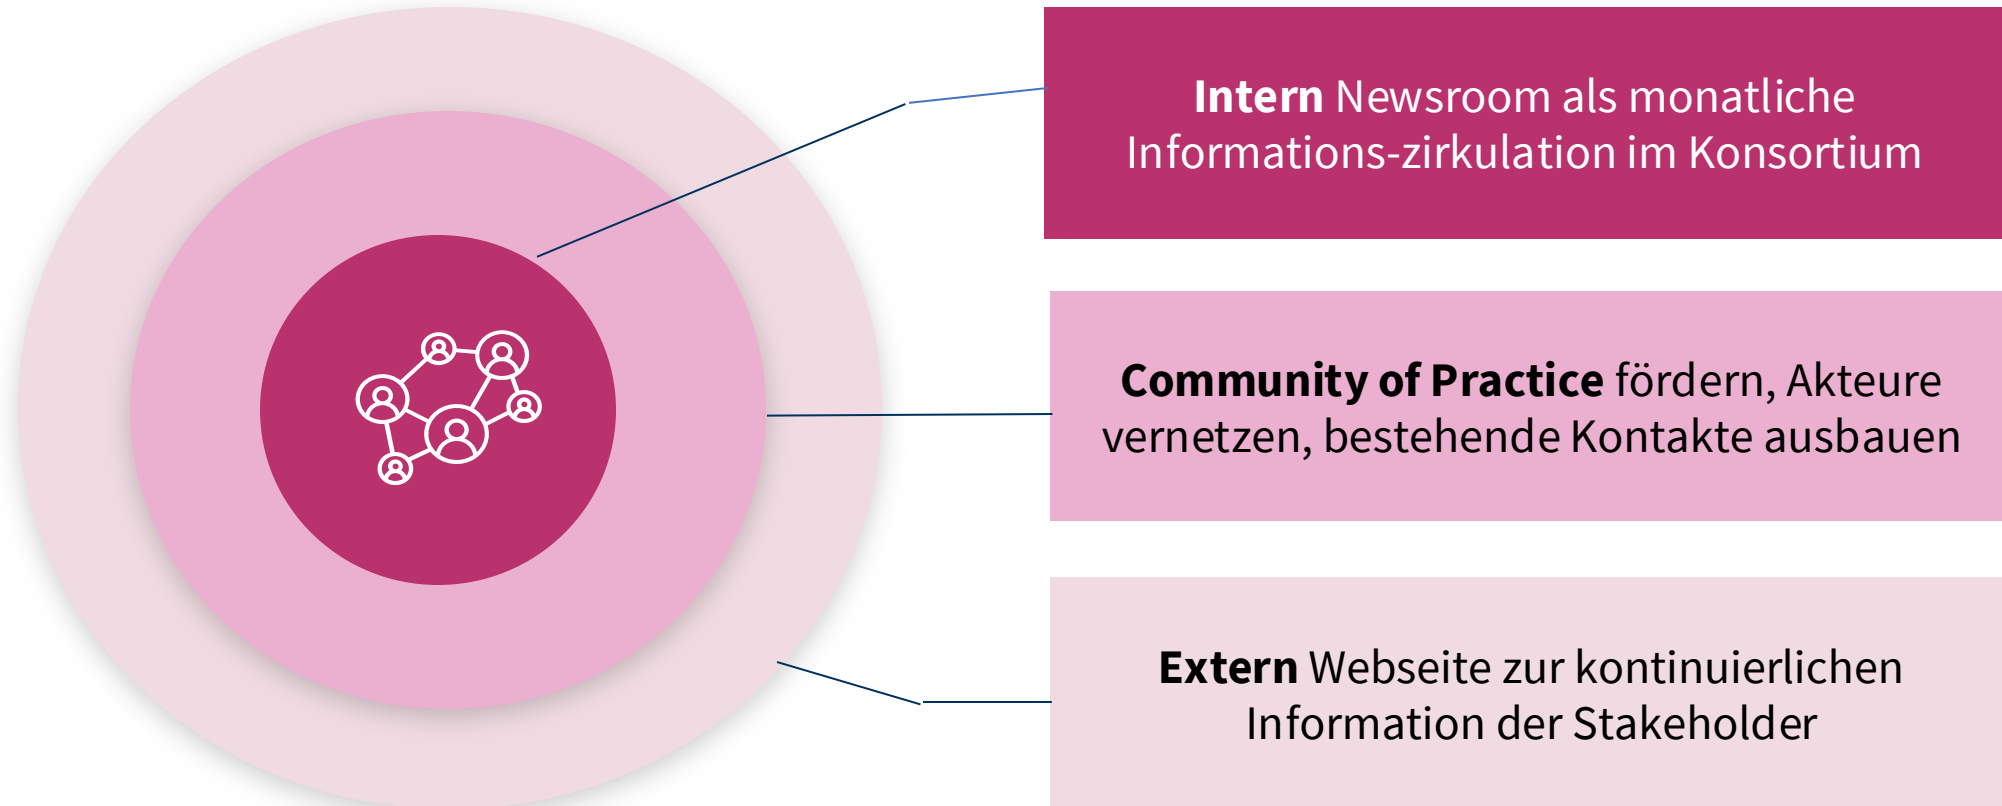 Intern Newsroom als monatliche
Informations-zirkulation im Konsortium
Community of Practice fördern, Akteure
vernetzen, bestehende Kontakte ausbauen
Extern Webseite zur kontinuierlichen
Information der Stakeholder